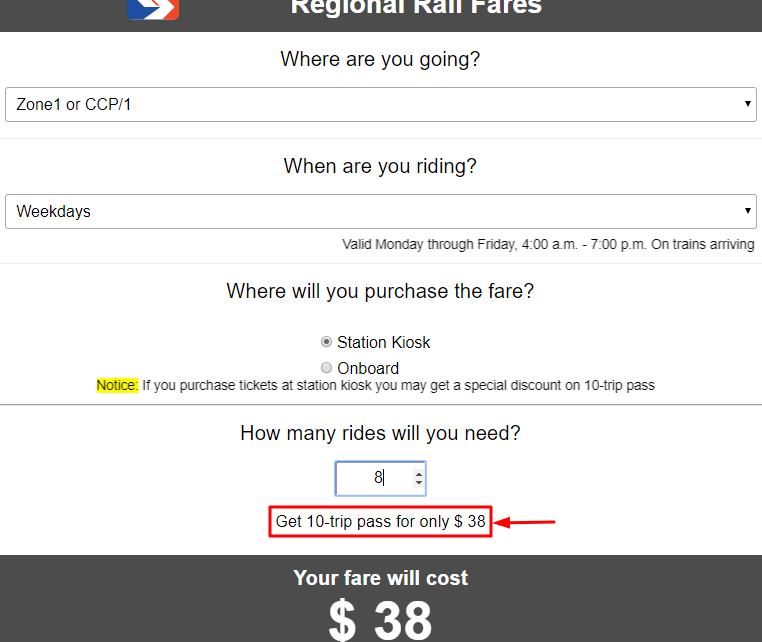 Regional Rail Fares
Where are you going?
Zone1 or CCP/1
When are you riding?
Weekdays
Valid Monday through Friday, 4:00 a.m. - 7:00 p.m. On trains arriving
Where will you purchase the fare?
Station Kiosk
Onboard
Notice: If you purchase tickets at station kiosk you may get a special discount on 10-trip pass
How many rides will you need?
8
Get 10-trip pass for only $ 38
Your fare will cost
$ 38